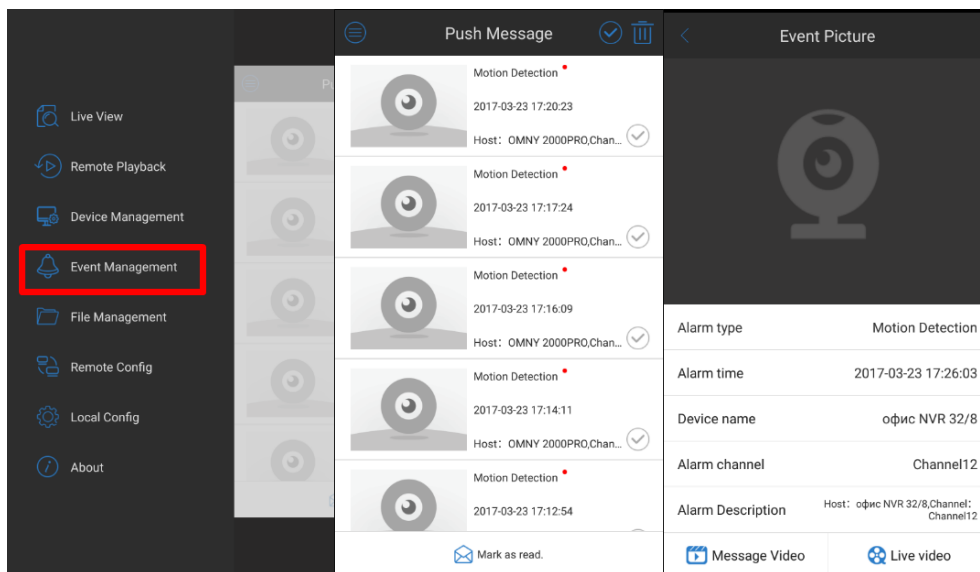 Live View
Remote Playback
Device Management
Event Management
File Management
Remote Config
Local Config
About
Push Message
Motion Detection
2017-03-23 17:20:23
Host: OMNY 2000PRO,Chan...
Motion Detection
2017-03-23 17:17:24
Host: OMNY 2000PRO,Chan...
Motion Detection
2017-03-23 17:16:09
Host: OMNY 2000PRO,Chan...
Motion Detection
2017-03-23 17:14:11
Host: OMNY 2000PRO,Chan...
Motion Detection
2017-03-23 17:12:54
Mark as read.
Event Picture
Alarm type Motion Detection
Alarm time 2017-03-23 17:26:03
Device name офис NVR 32/8
Alarm channel Channel12
Alarm Description Host: офис NVR 32/8,Channel:
Channel12
Message Video Live video